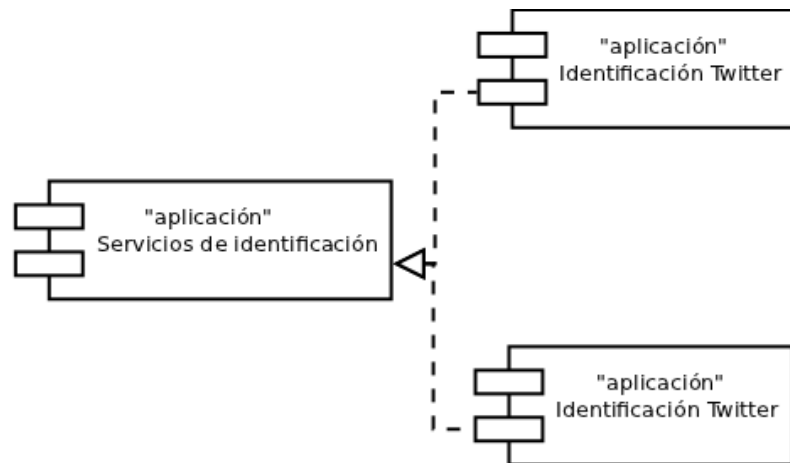 "aplicación"
Identificación Twitter
"aplicación"
Servicios de identificación
"aplicación"
Identificación Twitter